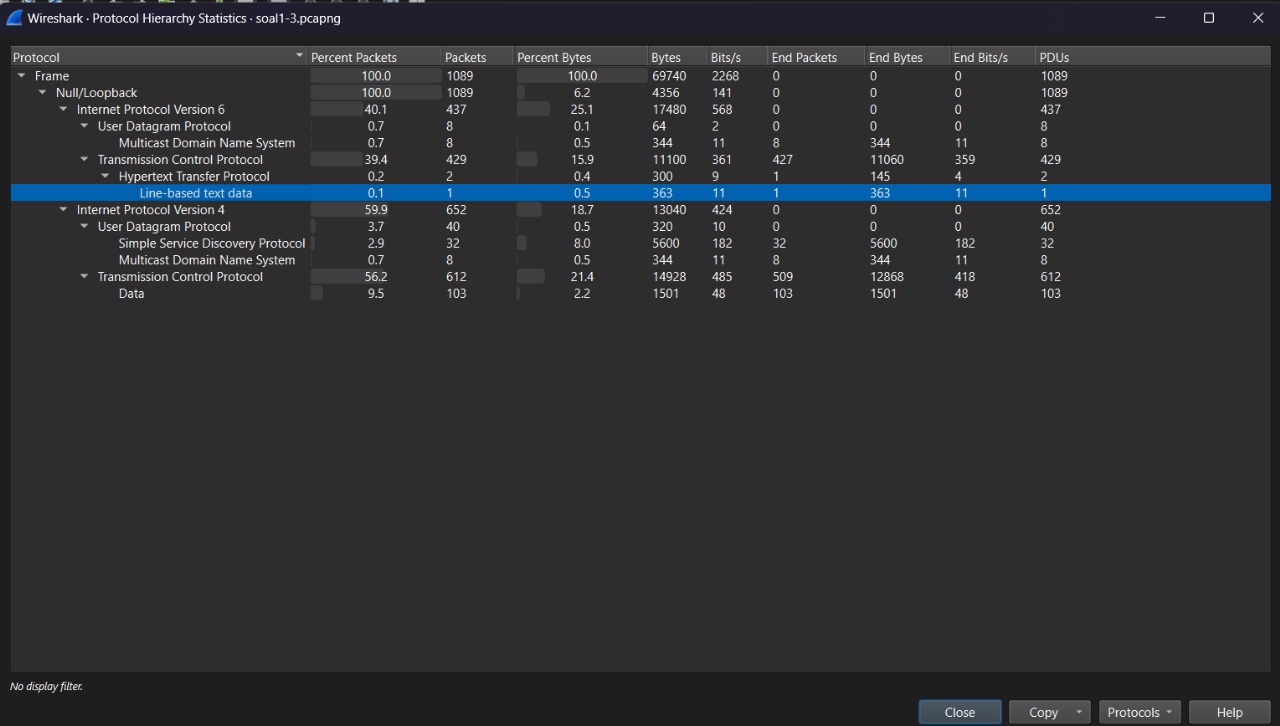 Wireshark · Protocol Hierarchy Statistics · soal1-3.pcapng
Protocol Percent Packets Packets Percent Bytes Bytes Bits/s End Packets End Bytes End Bits/s PDUs
Frame 100.0 1089 100.0 69740 2268 0 0 0 1089
Null/Loopback 100.0 1089 6.2 4356 141 0 0 0 1089
Internet Protocol Version 6 40.1 437 25.1 17480 568 0 0 0 437
User Datagram Protocol 0.7 8 0.1 64 2 0 0 0 8
Multicast Domain Name System 0.7 8 0.5 344 11 8 344 11 8
Transmission Control Protocol 39.4 429 15.9 11100 361 427 11060 359 429
Hypertext Transfer Protocol 0.2 2 0.4 300 9 1 145 4 2
Line-based text data 0.1 1 0.5 363 11 1 363 11 1
Internet Protocol Version 4 59.9 652 18.7 13040 424 0 0 0 652
User Datagram Protocol 3.7 40 0.5 320 10 0 0 0 40
Simple Service Discovery Protocol 2.9 32 8.0 5600 182 32 5600 182 32
Multicast Domain Name System 0.7 8 0.5 344 11 8 344 11 8
Transmission Control Protocol 56.2 612 21.4 14928 485 509 12868 418 612
Data 9.5 103 2.2 1501 48 103 1501 48 103
No display filter.
Close Copy Protocols Help